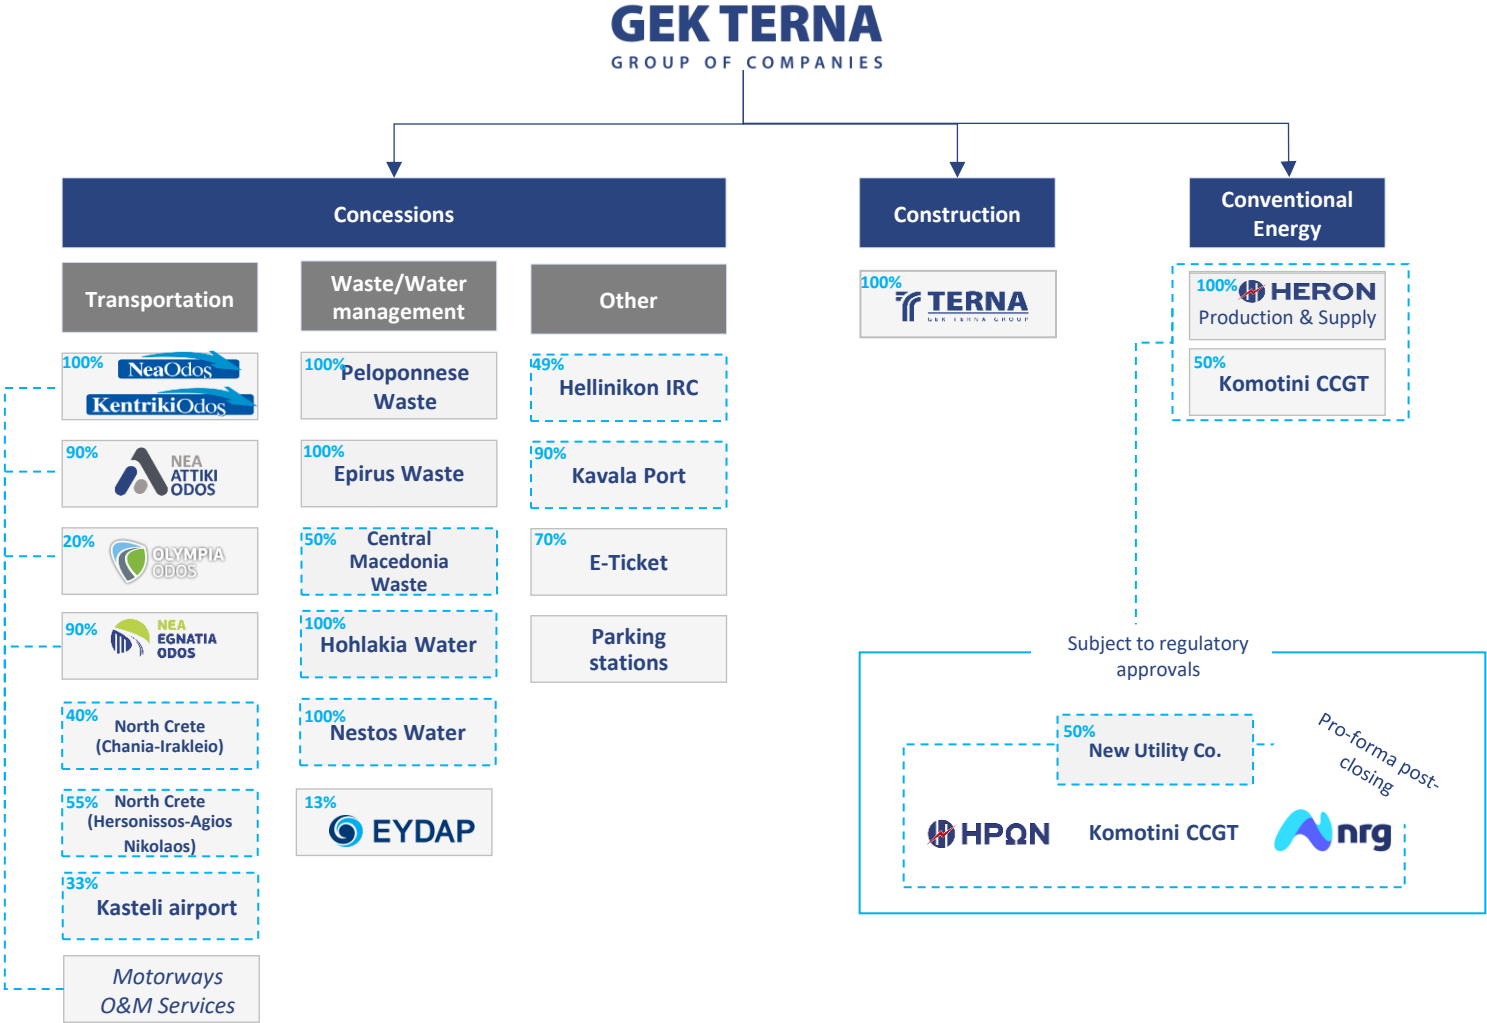 GEK TERNA
GROUP OF COMPANIES
Concessions
Construction
Conventional
Energy
Transportation
Waste/Water
management
Other
100%
NeaOdos
KentrikiOdos
90%
NEA
ATTIKI
ODOS
20%
OLYMPIA
ODOS
90%
NEA
EGNATIA
ODOS
40%
North Crete
(Chania-Irakleio)
55%
North Crete
(Hersonissos-Agios
Nikolaos)
33%
Kasteli airport
Motorways
O&M Services
100%
Peloponnese
Waste
100%
Epirus Waste
50%
Central
Macedonia
Waste
100%
Hohlakia Water
100%
Nestos Water
13%
EYDAP
49%
Hellinikon IRC
90%
Kavala Port
70%
E-Ticket
Parking
stations
100%
TERNA
GEK TERNA GROUP
100%
HERON
Production & Supply
50%
Komotini CCGT
Subject to regulatory
approvals
50%
New Utility Co.
Pro-forma post-
closing
ΗΡΩΝ
Komotini CCGT
nrg